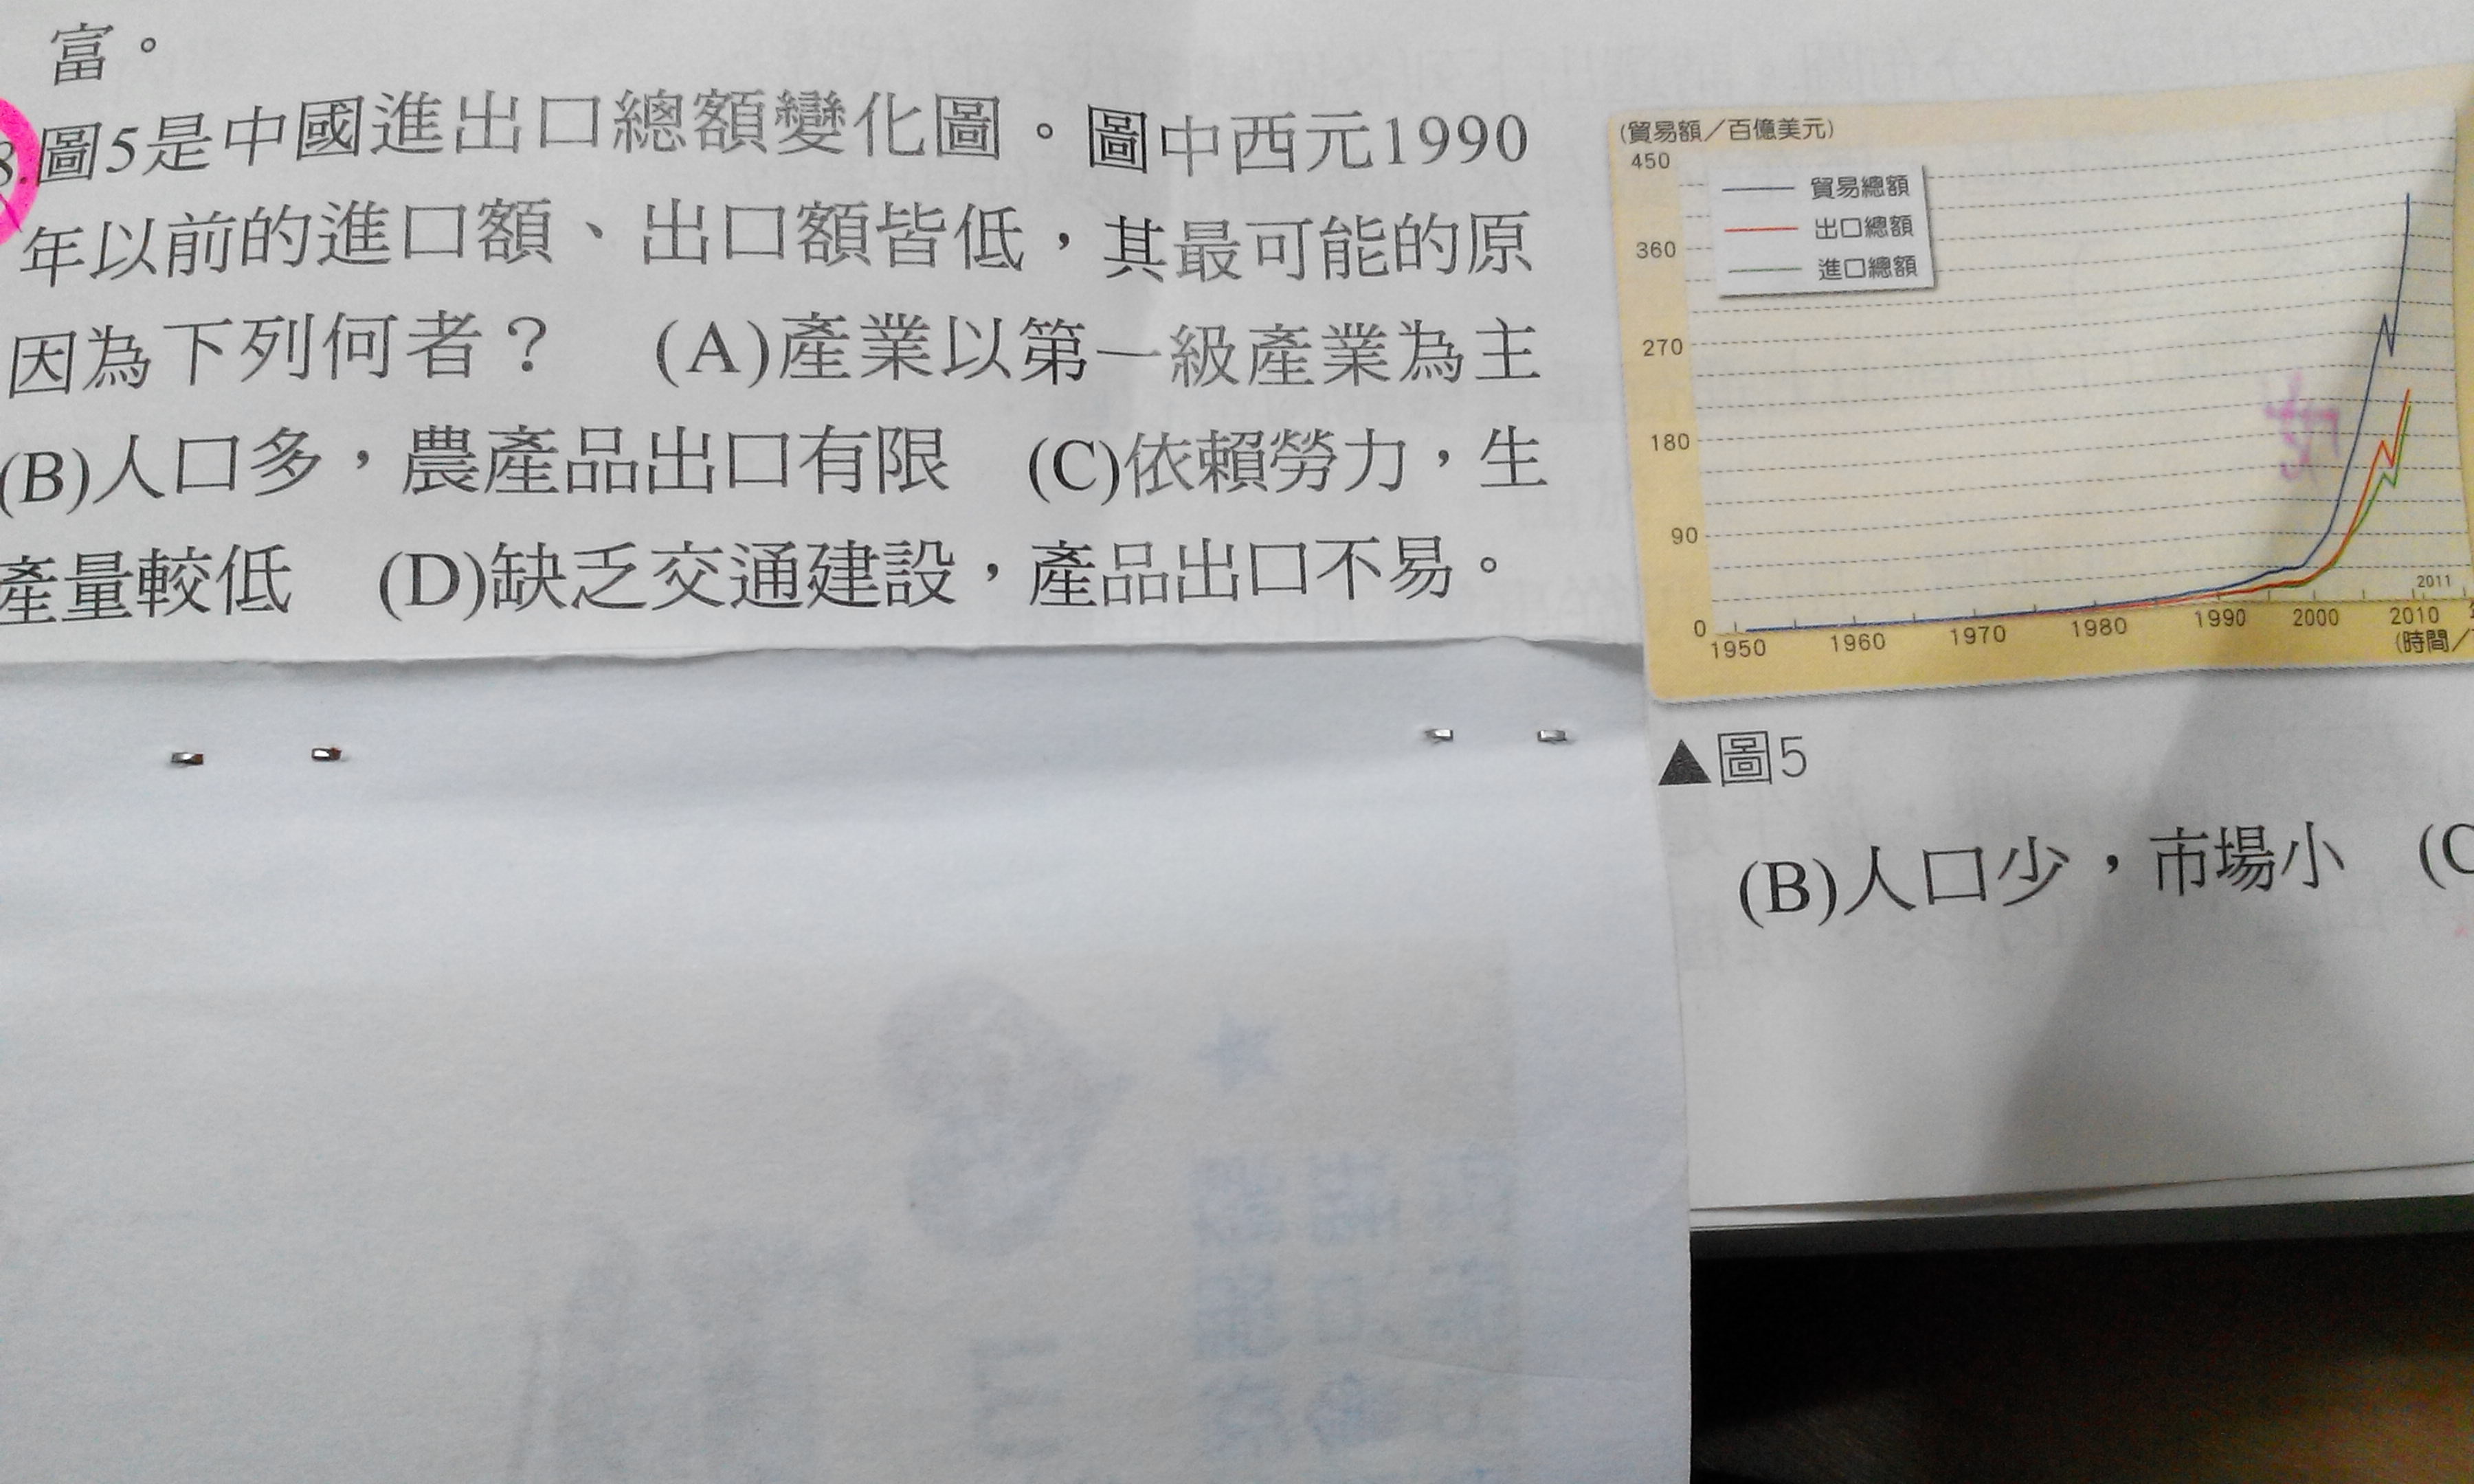 富。
8.圖5是中國進出口總額變化圖。圖中西元1990
年以前的進口額、出口額皆低，其最可能的原
因為下列何者？ (A)產業以第一級產業為主
(B)人口多，農產品出口有限 (C)依賴勞力，生
產量較低 (D)缺乏交通建設，產品出口不易。
(貿易額／百億美元)
450
貿易總額
出口總額
進口總額
360
270
180
90
0
1950
1960
1970
1980
1990
2000
2010
2011
(時間／
▲圖5
(B)人口少，市場小 (C